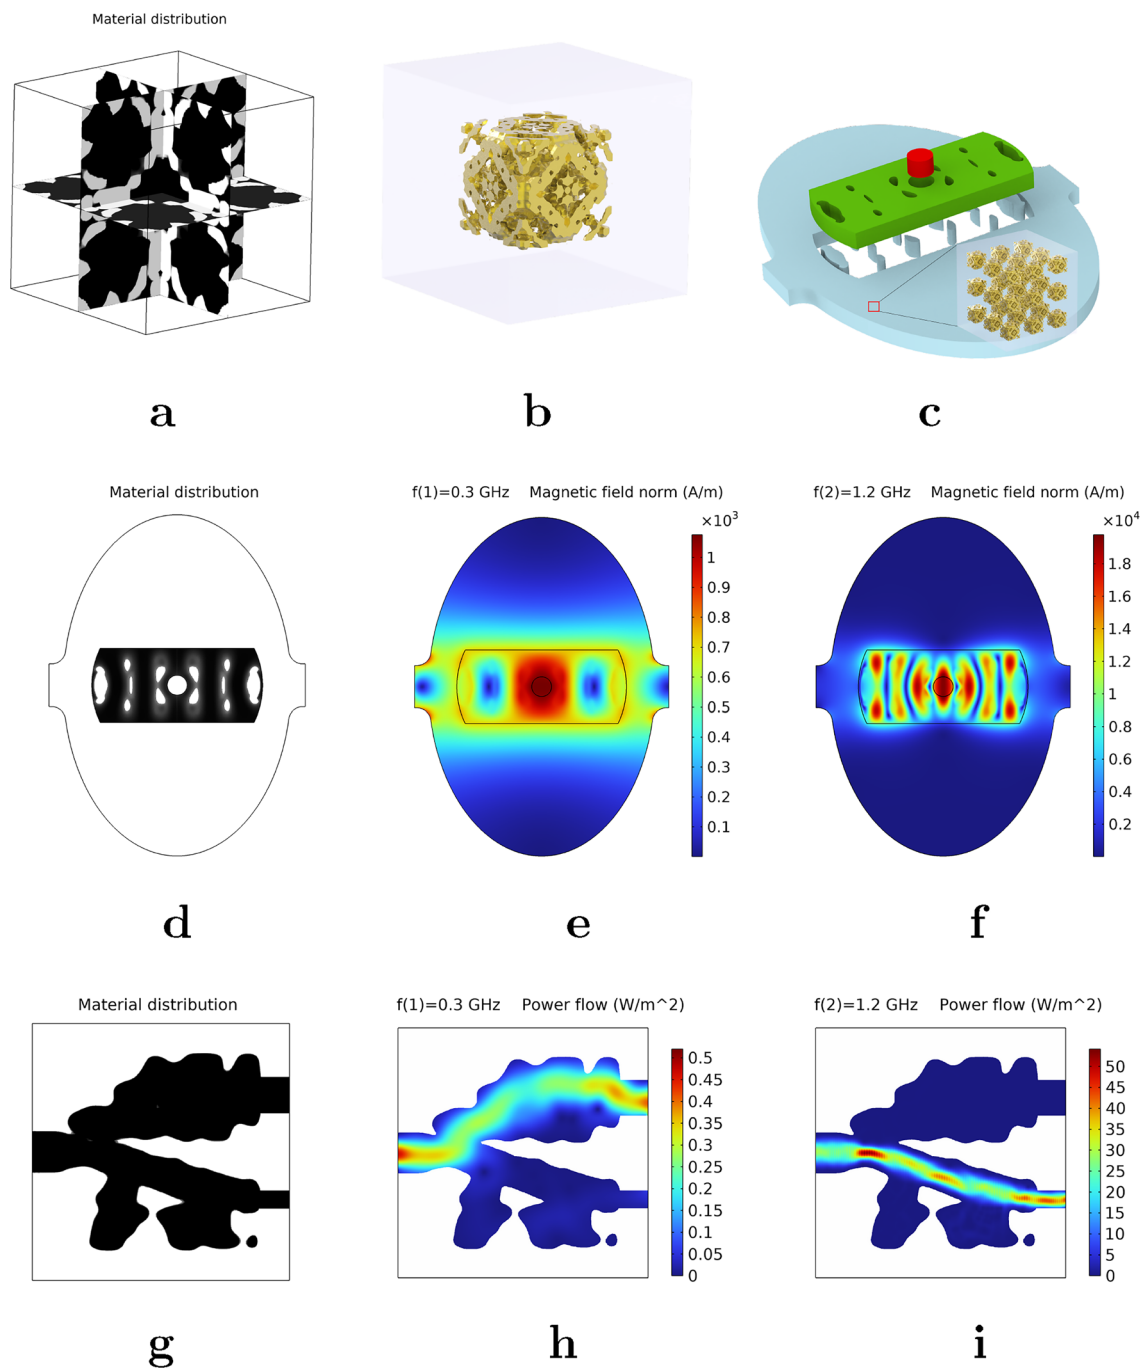 Material distribution
a
b
c
Material distribution
f(1)=0.3 GHz Magnetic field norm (A/m)
×10³
1
0.9
0.8
0.7
0.6
0.5
0.4
0.3
0.2
0.1
f(2)=1.2 GHz Magnetic field norm (A/m)
×10⁴
1.8
1.6
1.4
1.2
1
0.8
0.6
0.4
0.2
d
e
f
Material distribution
f(1)=0.3 GHz Power flow (W/m^2)
0.5
0.45
0.4
0.35
0.3
0.25
0.2
0.15
0.1
0.05
0
f(2)=1.2 GHz Power flow (W/m^2)
50
45
40
35
30
25
20
15
10
5
0
g
h
i